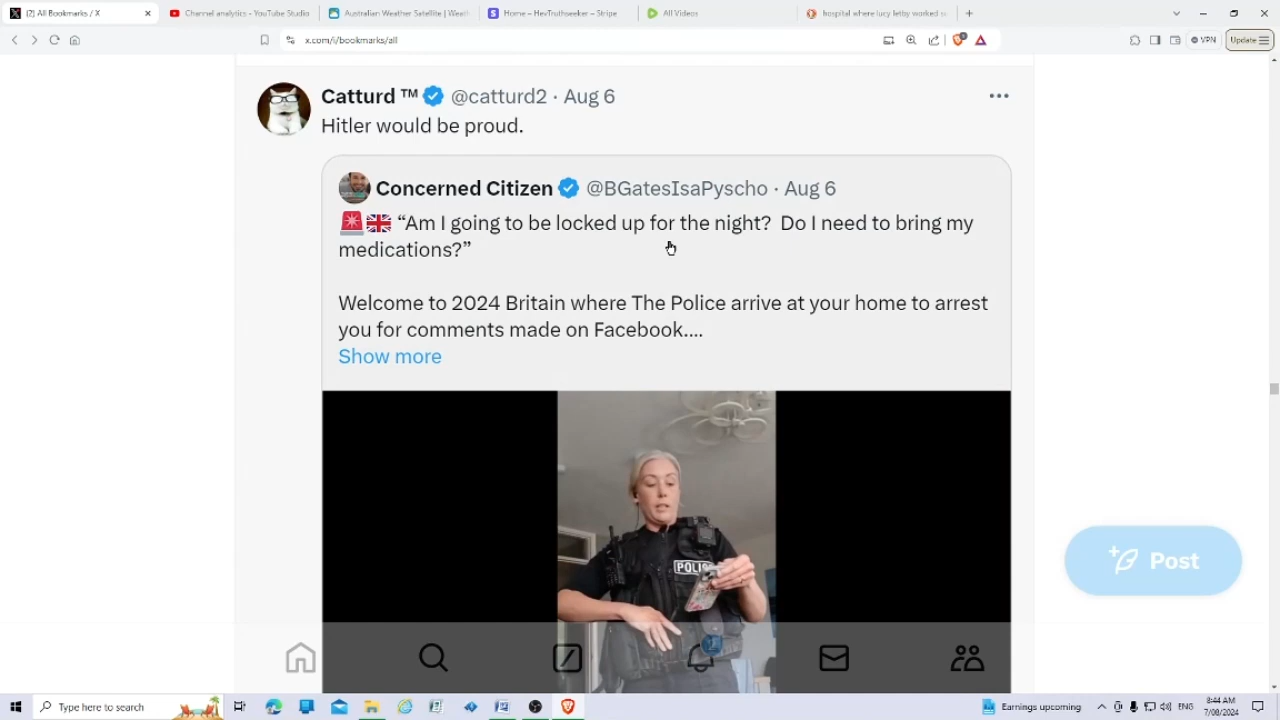 (2) All Bookmarks / X
Channel analytics - YouTube Studio
Australian Weather Satellite | Weath
Home – HevTruthseeker – Stripe
All Videos
hospital where lucy letby worked s
x.com/i/bookmarks/all
VPN
Update
Catturd ™ @catturd2 · Aug 6
Hitler would be proud.
Concerned Citizen @BGatesIsaPyscho · Aug 6
🚨🇬🇧 “Am I going to be locked up for the night? Do I need to bring my
medications?”
Welcome to 2024 Britain where The Police arrive at your home to arrest
you for comments made on Facebook....
Show more
POLIC
Post
Type here to search
Earnings upcoming
8:44 AM
7/08/2024